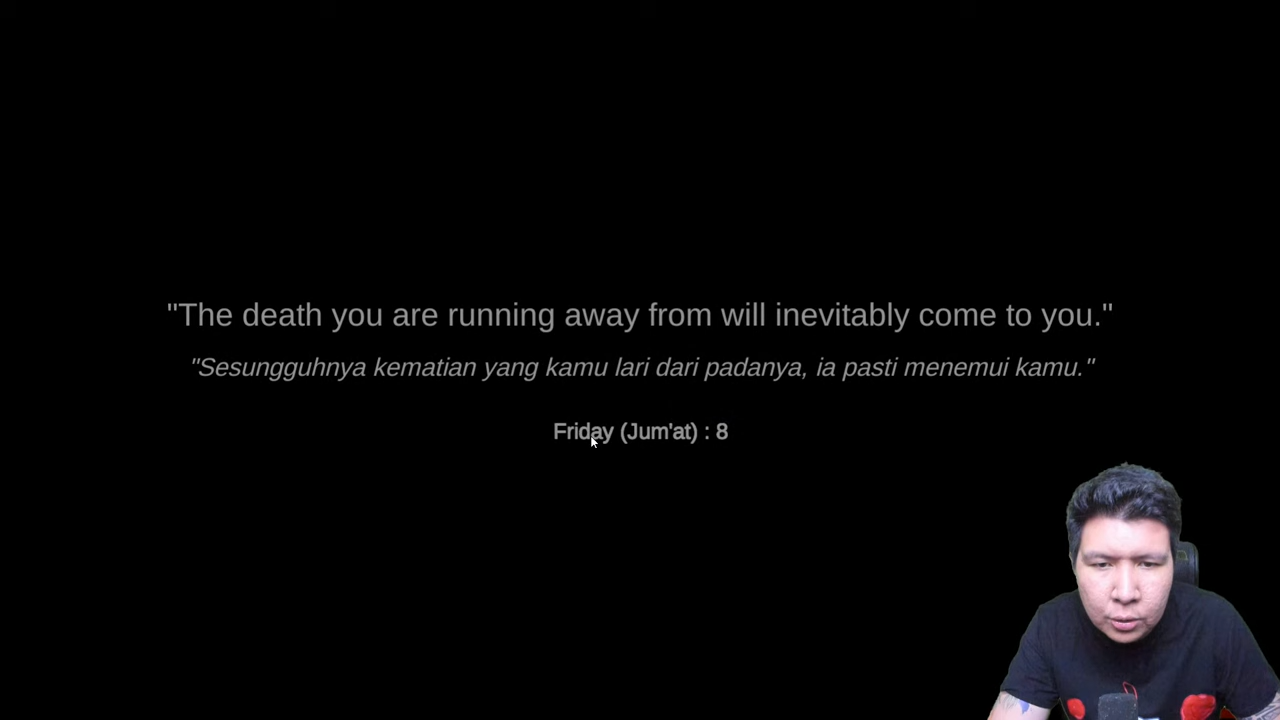 "The death you are running away from will inevitably come to you."
"Sesungguhnya kematian yang kamu lari dari padanya, ia pasti menemui kamu."
Friday (Jum'at) : 8